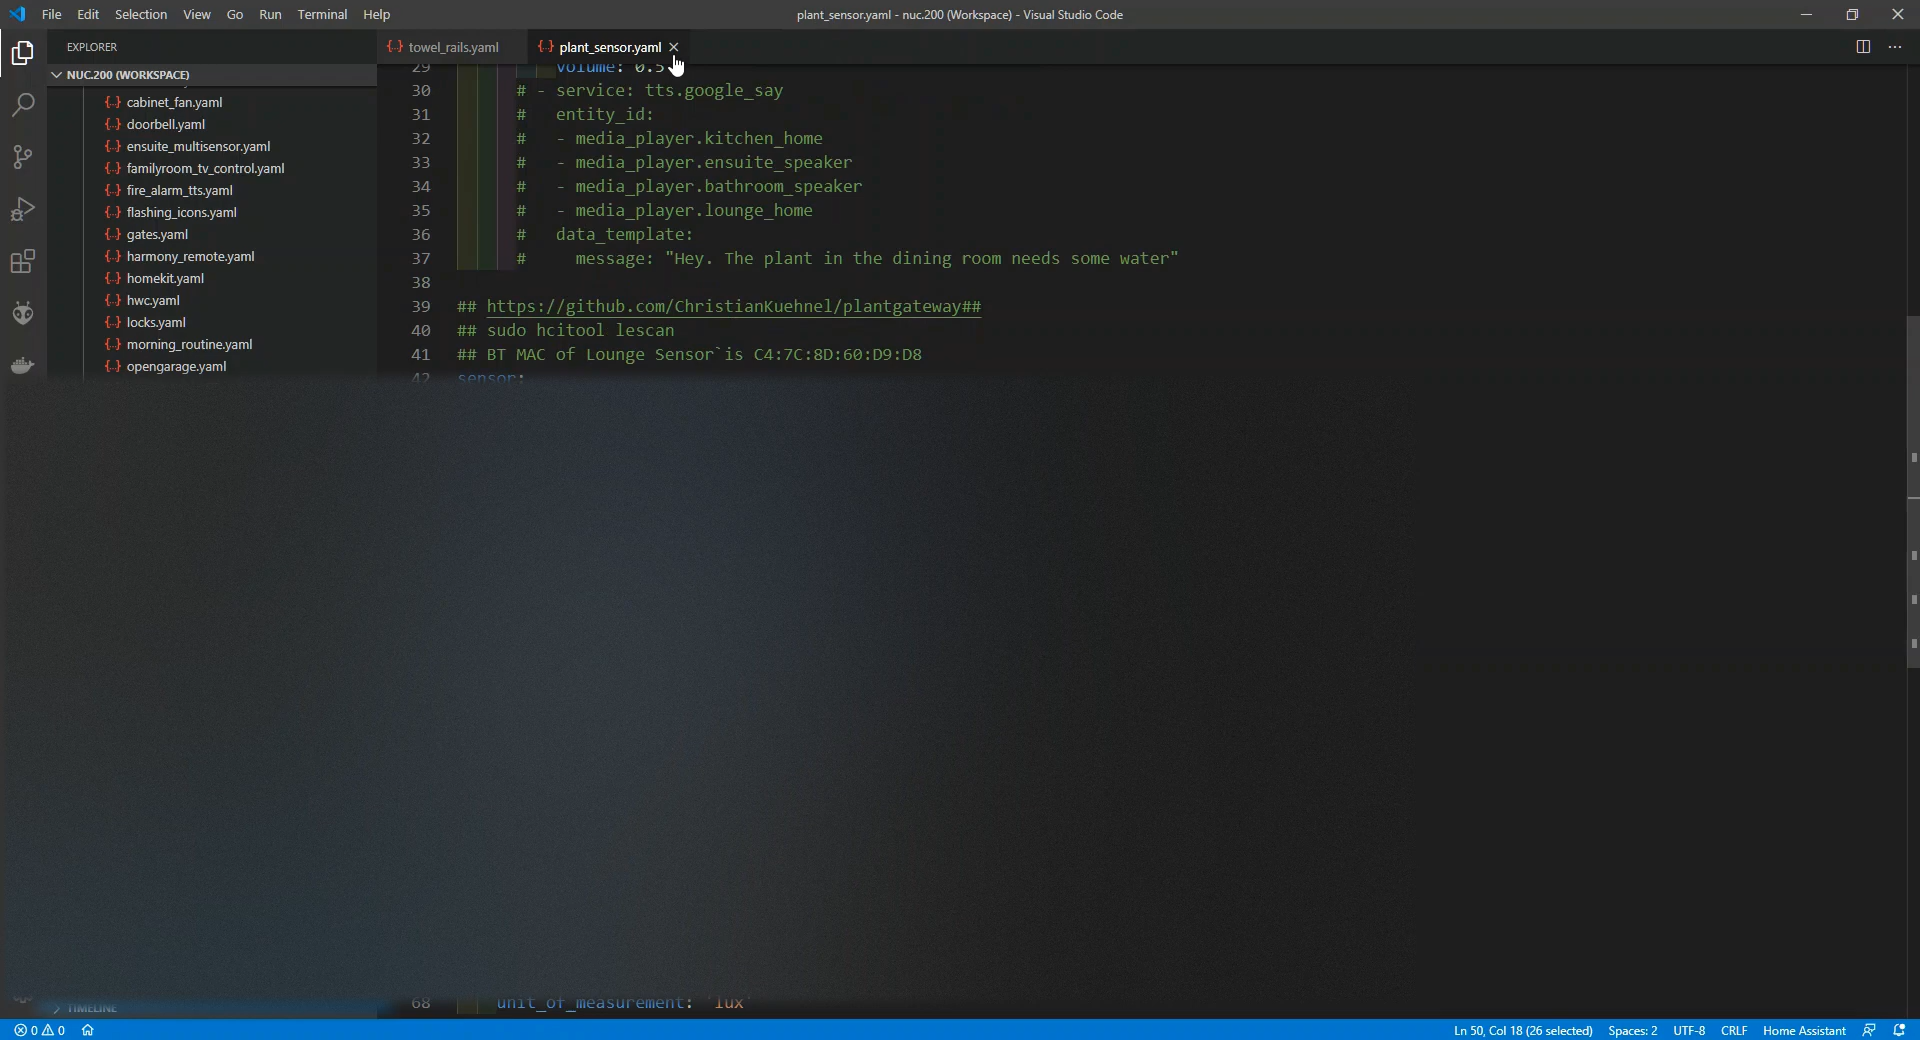 File Edit Selection View Go Run Terminal Help
plant_sensor.yaml - nuc.200 (Workspace) - Visual Studio Code
EXPLORER
NUC.200 (WORKSPACE)
cabinet_fan.yaml
doorbell.yaml
ensuite_multisensor.yaml
familyroom_tv_control.yaml
fire_alarm_tts.yaml
flashing_icons.yaml
gates.yaml
harmony_remote.yaml
homekit.yaml
hwc.yaml
locks.yaml
morning_routine.yaml
opengarage.yaml
TIMELINE
towel_rails.yaml
plant_sensor.yaml
29 volume: 0.5
30 # - service: tts.google_say
31 #   entity_id:
32 #   - media_player.kitchen_home
33 #   - media_player.ensuite_speaker
34 #   - media_player.bathroom_speaker
35 #   - media_player.lounge_home
36 #   data_template:
37 #     message: "Hey. The plant in the dining room needs some water"
38
39 ## https://github.com/ChristianKuehnel/plantgateway##
40 ## sudo hcitool lescan
41 ## BT MAC of Lounge Sensor`is C4:7C:8D:60:D9:D8
42 sensor:
68 unit_of_measurement: 'lux'
0 0
Ln 50, Col 18 (26 selected) Spaces: 2 UTF-8 CRLF Home Assistant